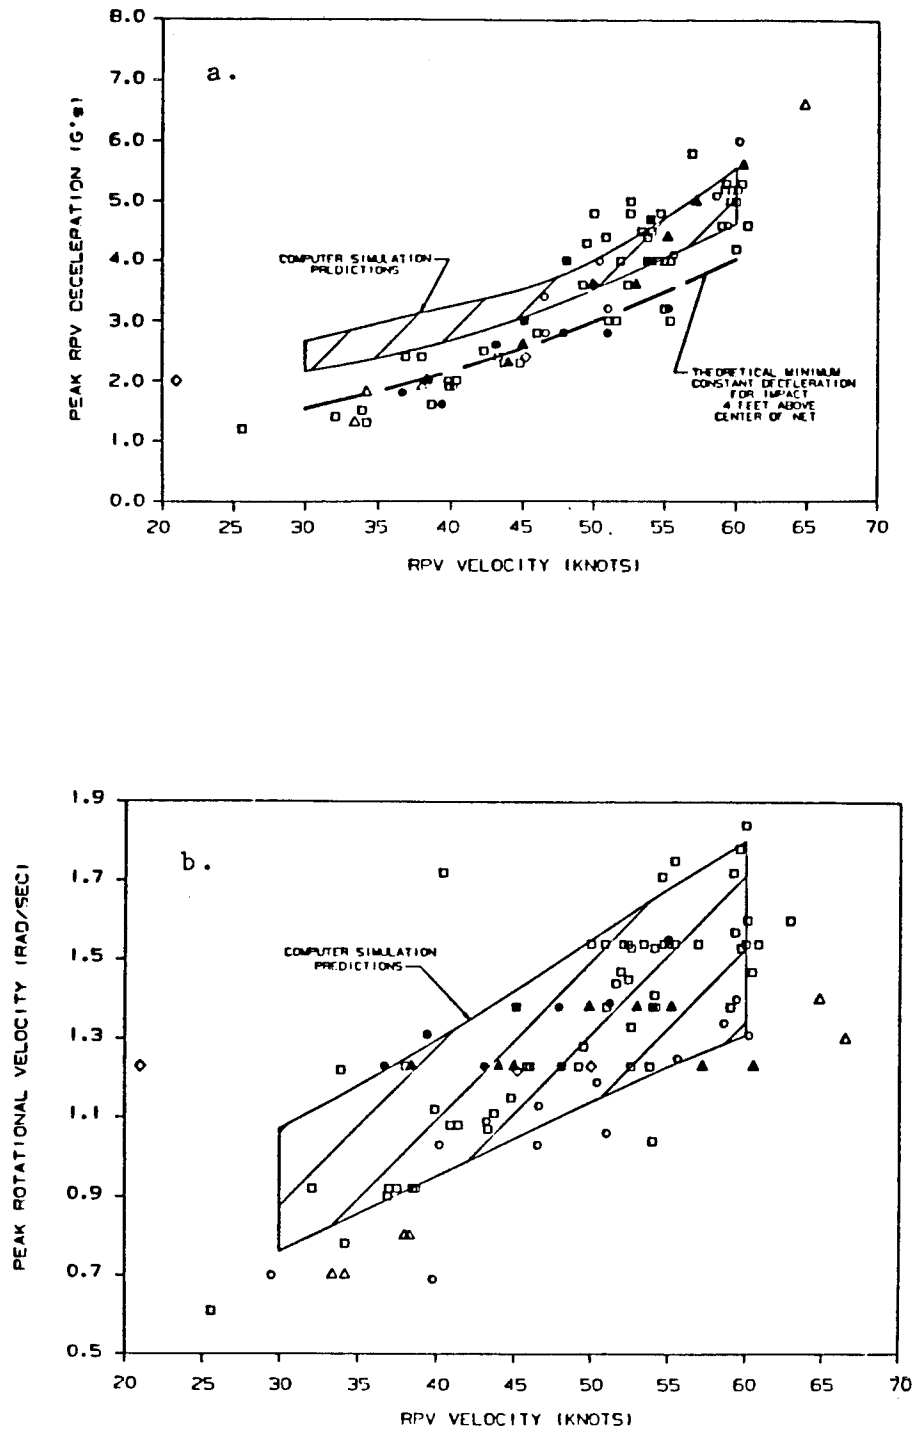 8.0
a.
7.0
6.0
5.0
4.0
3.0
2.0
1.0
0.0
PEAK RPV DECELERATION (G's)
COMPUTER SIMULATION
PREDICTIONS
THEORETICAL MINIMUM
CONSTANT DECELERATION
FOR IMPACT
4 FEET ABOVE
CENTER OF NET
20 25 30 35 40 45 50 55 60 65 70
RPV VELOCITY (KNOTS)
1.9
b.
1.7
1.5
1.3
1.1
0.9
0.7
0.5
PEAK ROTATIONAL VELOCITY (RAD/SEC)
COMPUTER SIMULATION
PREDICTIONS
20 25 30 35 40 45 50 55 60 65 70
RPV VELOCITY (KNOTS)